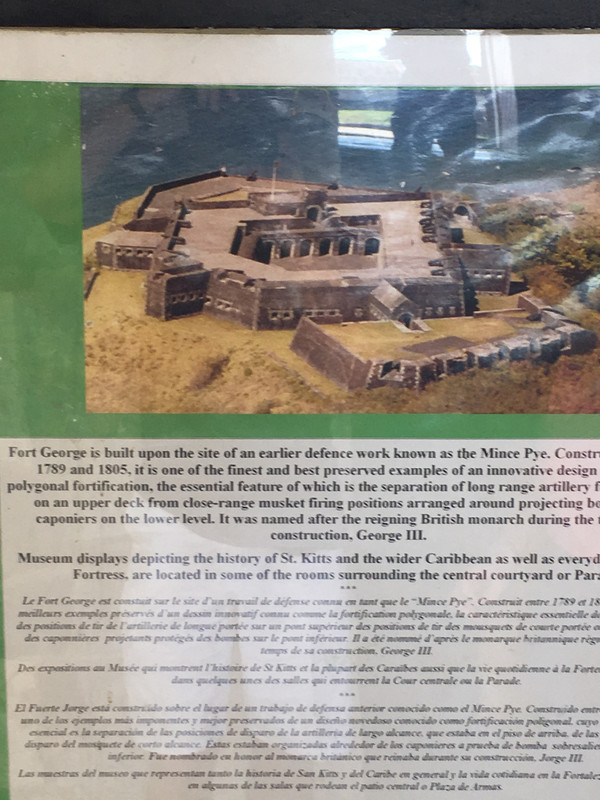 Fort George is built upon the site of an earlier defence work known as the Mince Pye. Constru
1789 and 1805, it is one of the finest and best preserved examples of an innovative design
polygonal fortification, the essential feature of which is the separation of long range artillery f
on an upper deck from close-range musket firing positions arranged around projecting bo
caponiers on the lower level. It was named after the reigning British monarch during the t
construction, George III.
Museum displays depicting the history of St. Kitts and the wider Caribbean as well as everyd
Fortress, are located in some of the rooms surrounding the central courtyard or Para
***
Le Fort George est constuit sur le site d'un travail de défense connu en tant que le "Mince Pye". Construit entre 1789 et 18
meilleurs exemples préservés d'un dessin innovatif connu comme la fortification polygonale, la caractéristique essentielle de
des positions de tir de l'artillerie de longue portée sur un pont supérieur des positions de tir des mousquets de courte portée o
des caponnières projetants protégés des bombes sur le pont inférieur. Il a été nommé d'après le monarque britannique règn
temps de sa construction, George III.
Des expositions au Musée qui montrent l'histoire de St Kitts et la plupart des Caraïbes aussi que la vie quotidienne à la Forte
dans quelques unes des salles qui entourrent la Cour centrale ou la Parade.
***
El Fuerte Jorge está construido sobre el lugar de un trabajo de defensa anterior conocido como el Mince Pye. Construido entr
uno de los ejemplos más imponentes y mejor preservados de un diseño novedoso conocido como fortificación poligonal, cuyo
esencial es la separación de las posiciones de disparo de la artillería de largo alcance, que estaba en el piso de arriba, de las
disparo del mosquete de corto alcance. Estas estaban organizadas alrededor de los caponieres a prueba de bomba sobresalie
inferior. Fue nombrado en honor al monarca británico que reinaba durante su construcción, Jorge III.
Las muestras del museo que representan tanto la historia de San Kitts y del Caribe en general y la vida cotidiana en la Fortalez
en algunas de las salas que rodean el patio central o Plaza de Armas.